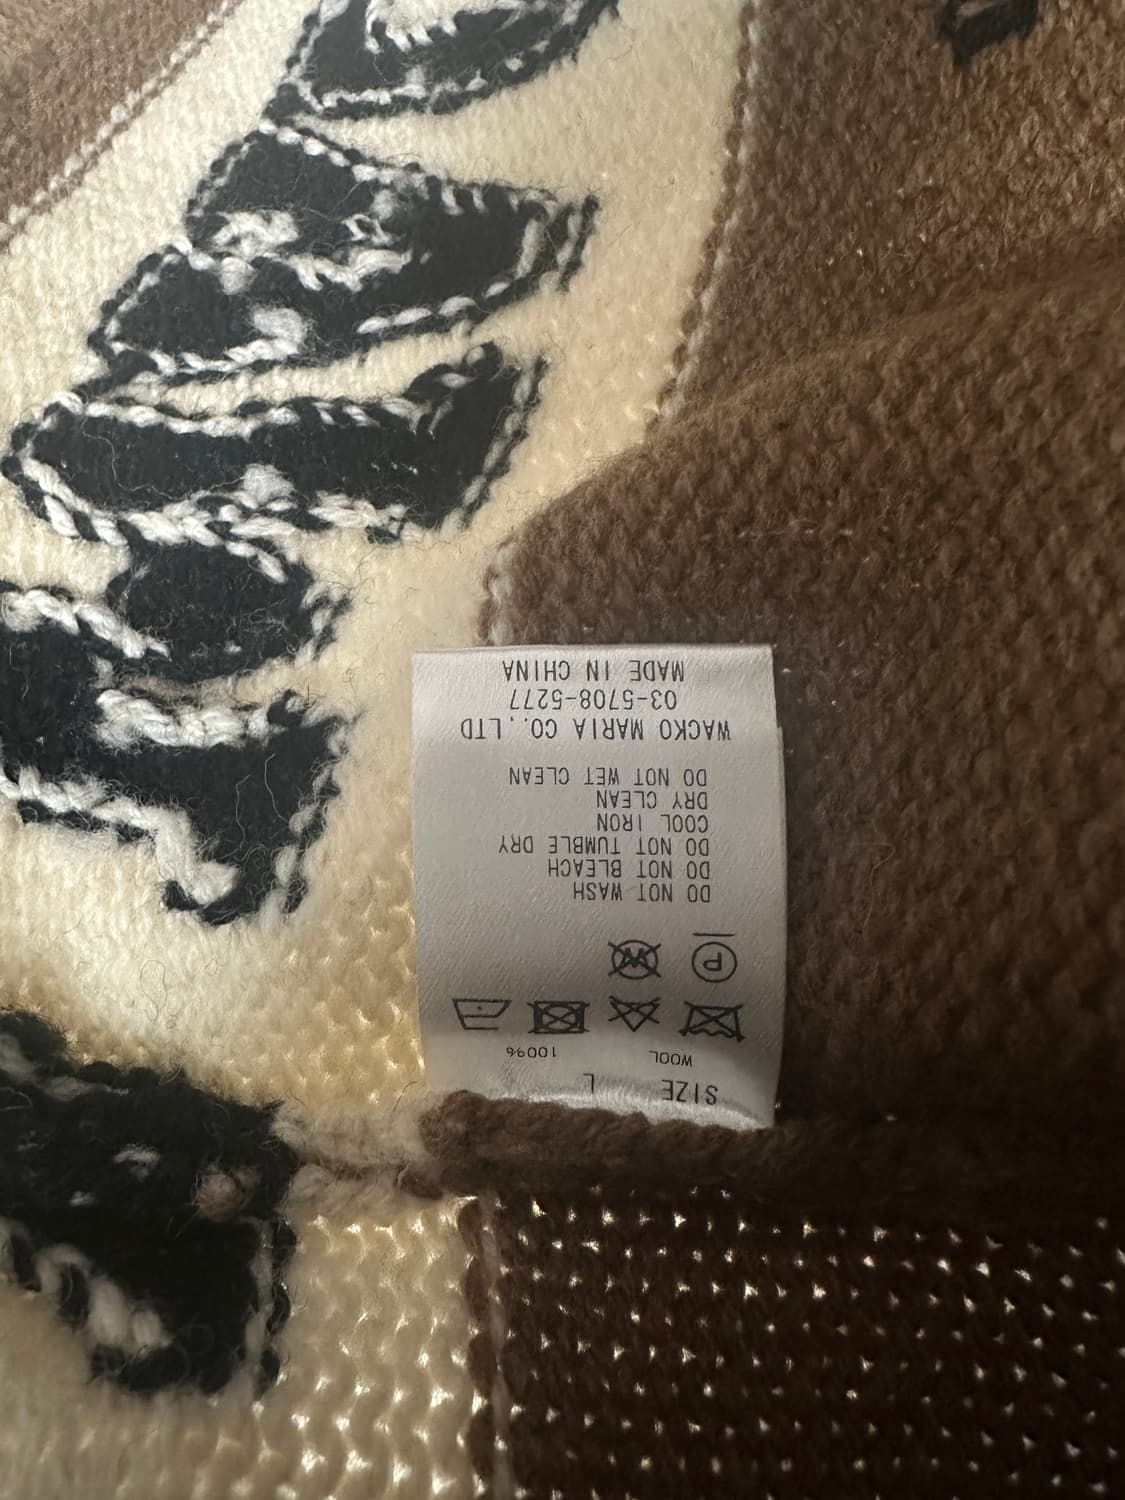 SIZE L
WOOL 100%
P
W
DO NOT WASH
DO NOT BLEACH
DO NOT TUMBLE DRY
COOL IRON
DRY CLEAN
DO NOT WET CLEAN
WACKO MARIA CO.,LTD
03-5708-5277
MADE IN CHINA